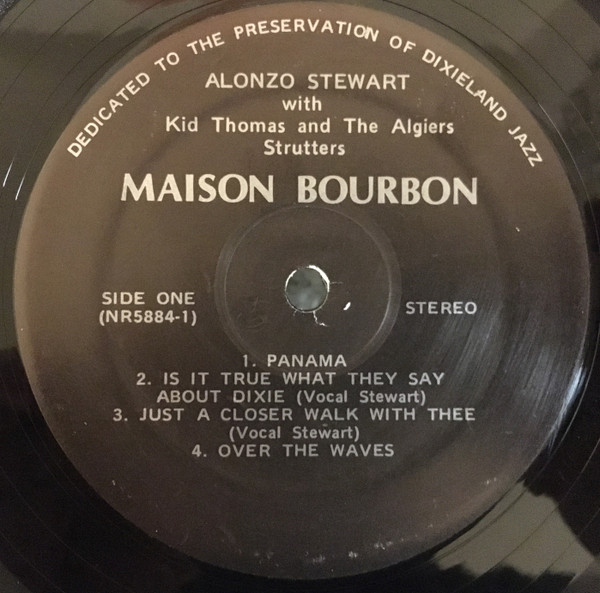 DEDICATED TO THE PRESERVATION OF DIXIELAND JAZZ
ALONZO STEWART
with
Kid Thomas and The Algiers
Strutters
MAISON BOURBON
SIDE ONE
(NR5884-1)
STEREO
1. PANAMA
2. IS IT TRUE WHAT THEY SAY
ABOUT DIXIE (Vocal Stewart)
3. JUST A CLOSER WALK WITH THEE
(Vocal Stewart)
4. OVER THE WAVES